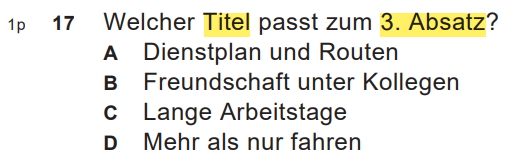 1p 17 Welcher Titel passt zum 3. Absatz?
A Dienstplan und Routen
B Freundschaft unter Kollegen
C Lange Arbeitstage
D Mehr als nur fahren